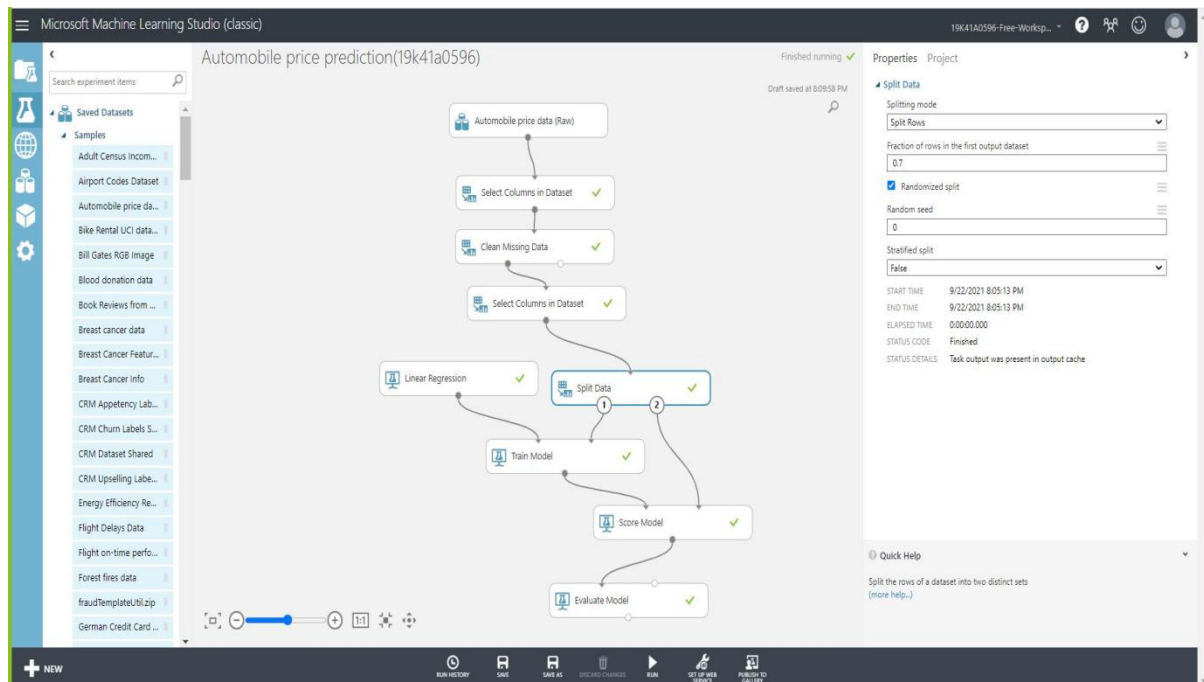 Microsoft Machine Learning Studio (classic)
19K41A0596-Free-Worksp...
?
Search experiment items
Saved Datasets
Samples
Adult Census Incom...
Airport Codes Dataset
Automobile price da...
Bike Rental UCI data...
Bill Gates RGB Image
Blood donation data
Book Reviews from ...
Breast cancer data
Breast Cancer Featur...
Breast Cancer Info
CRM Appetency Lab...
CRM Churn Labels S...
CRM Dataset Shared
CRM Upselling Labe...
Energy Efficiency Re...
Flight Delays Data
Flight on-time perfo...
Forest fires data
fraudTemplateUtil.zip
German Credit Card ...
Automobile price prediction(19k41a0596)
Finished running
Draft saved at 8:09:58 PM
Automobile price data (Raw)
Select Columns in Dataset
Clean Missing Data
Select Columns in Dataset
Linear Regression
Split Data
1 2
Train Model
Score Model
Evaluate Model
1:1
Properties Project
Split Data
Splitting mode
Split Rows
Fraction of rows in the first output dataset
0.7
Randomized split
Random seed
0
Stratified split
False
START TIME 9/22/2021 8:05:13 PM
END TIME 9/22/2021 8:05:13 PM
ELAPSED TIME 0:00:00.000
STATUS CODE Finished
STATUS DETAILS Task output was present in output cache
Quick Help
Split the rows of a dataset into two distinct sets
(more help...)
NEW
RUN HISTORY
SAVE
SAVE AS
DISCARD CHANGES
RUN
SET UP WEB SERVICE
PUBLISH TO GALLERY